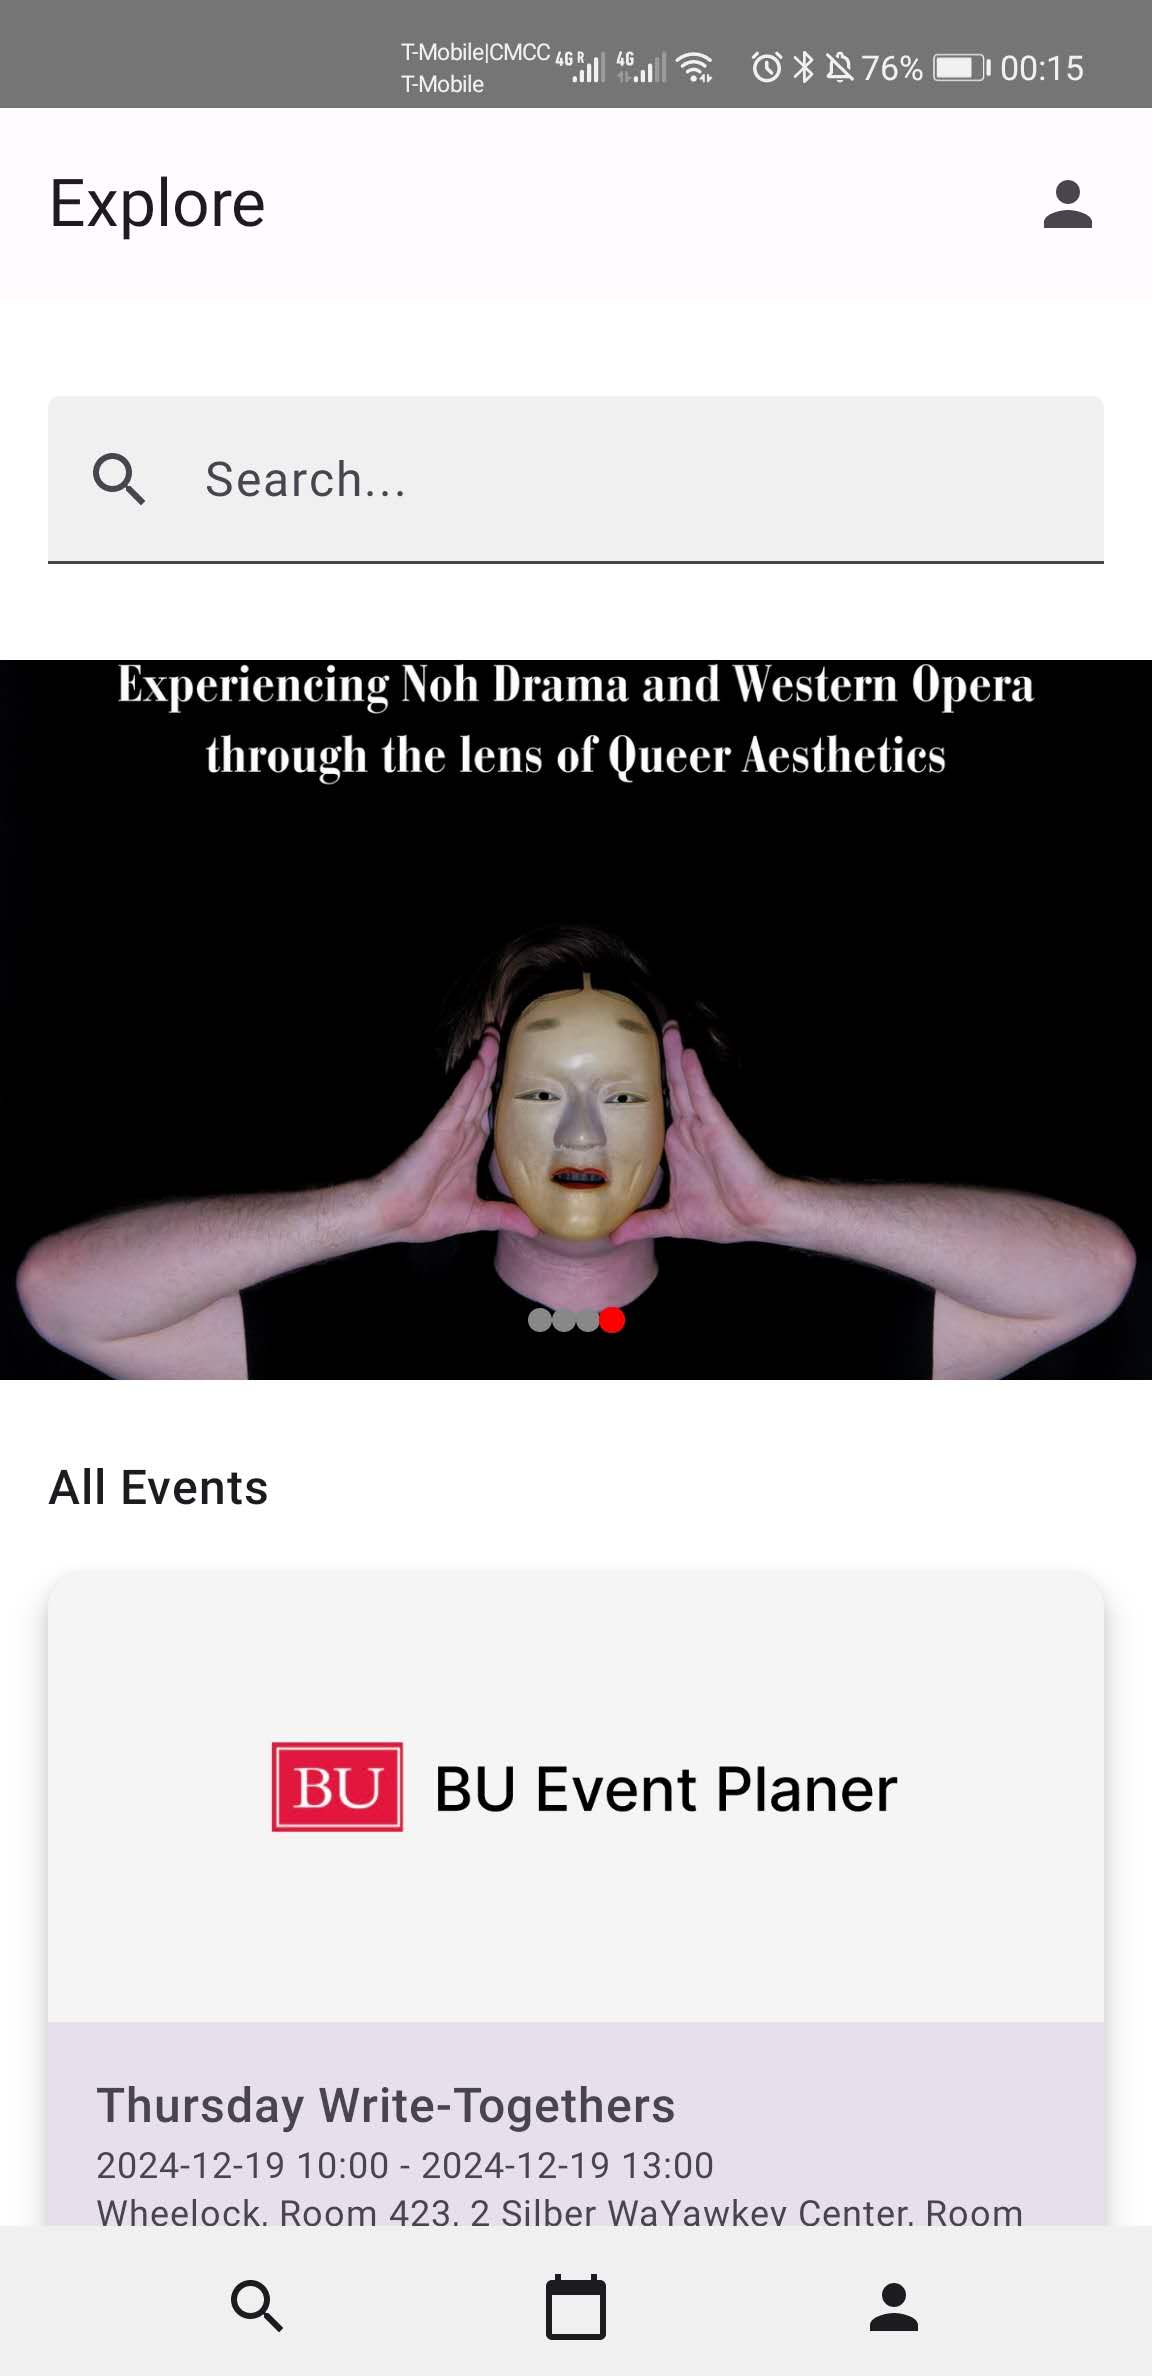 T-Mobile|CMCC
T-Mobile
4G R
4G
76%
00:15
Explore
Search...
Experiencing Noh Drama and Western Opera
through the lens of Queer Aesthetics
All Events
BU
BU Event Planer
Thursday Write-Togethers
2024-12-19 10:00 - 2024-12-19 13:00
Wheelock, Room 423, 2 Silber WaYawkey Center, Room